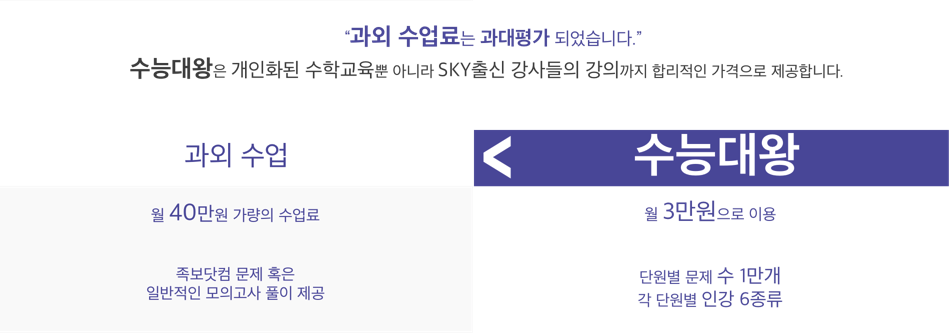 “과외 수업료는 과대평가 되었습니다.”
수능대왕은 개인화된 수학교육뿐 아니라 SKY출신 강사들의 강의까지 합리적인 가격으로 제공합니다.
과외 수업
< 수능대왕
월 40만원 가량의 수업료
월 3만원으로 이용
족보닷컴 문제 혹은
일반적인 모의고사 풀이 제공
단원별 문제 수 1만개
각 단원별 인강 6종류